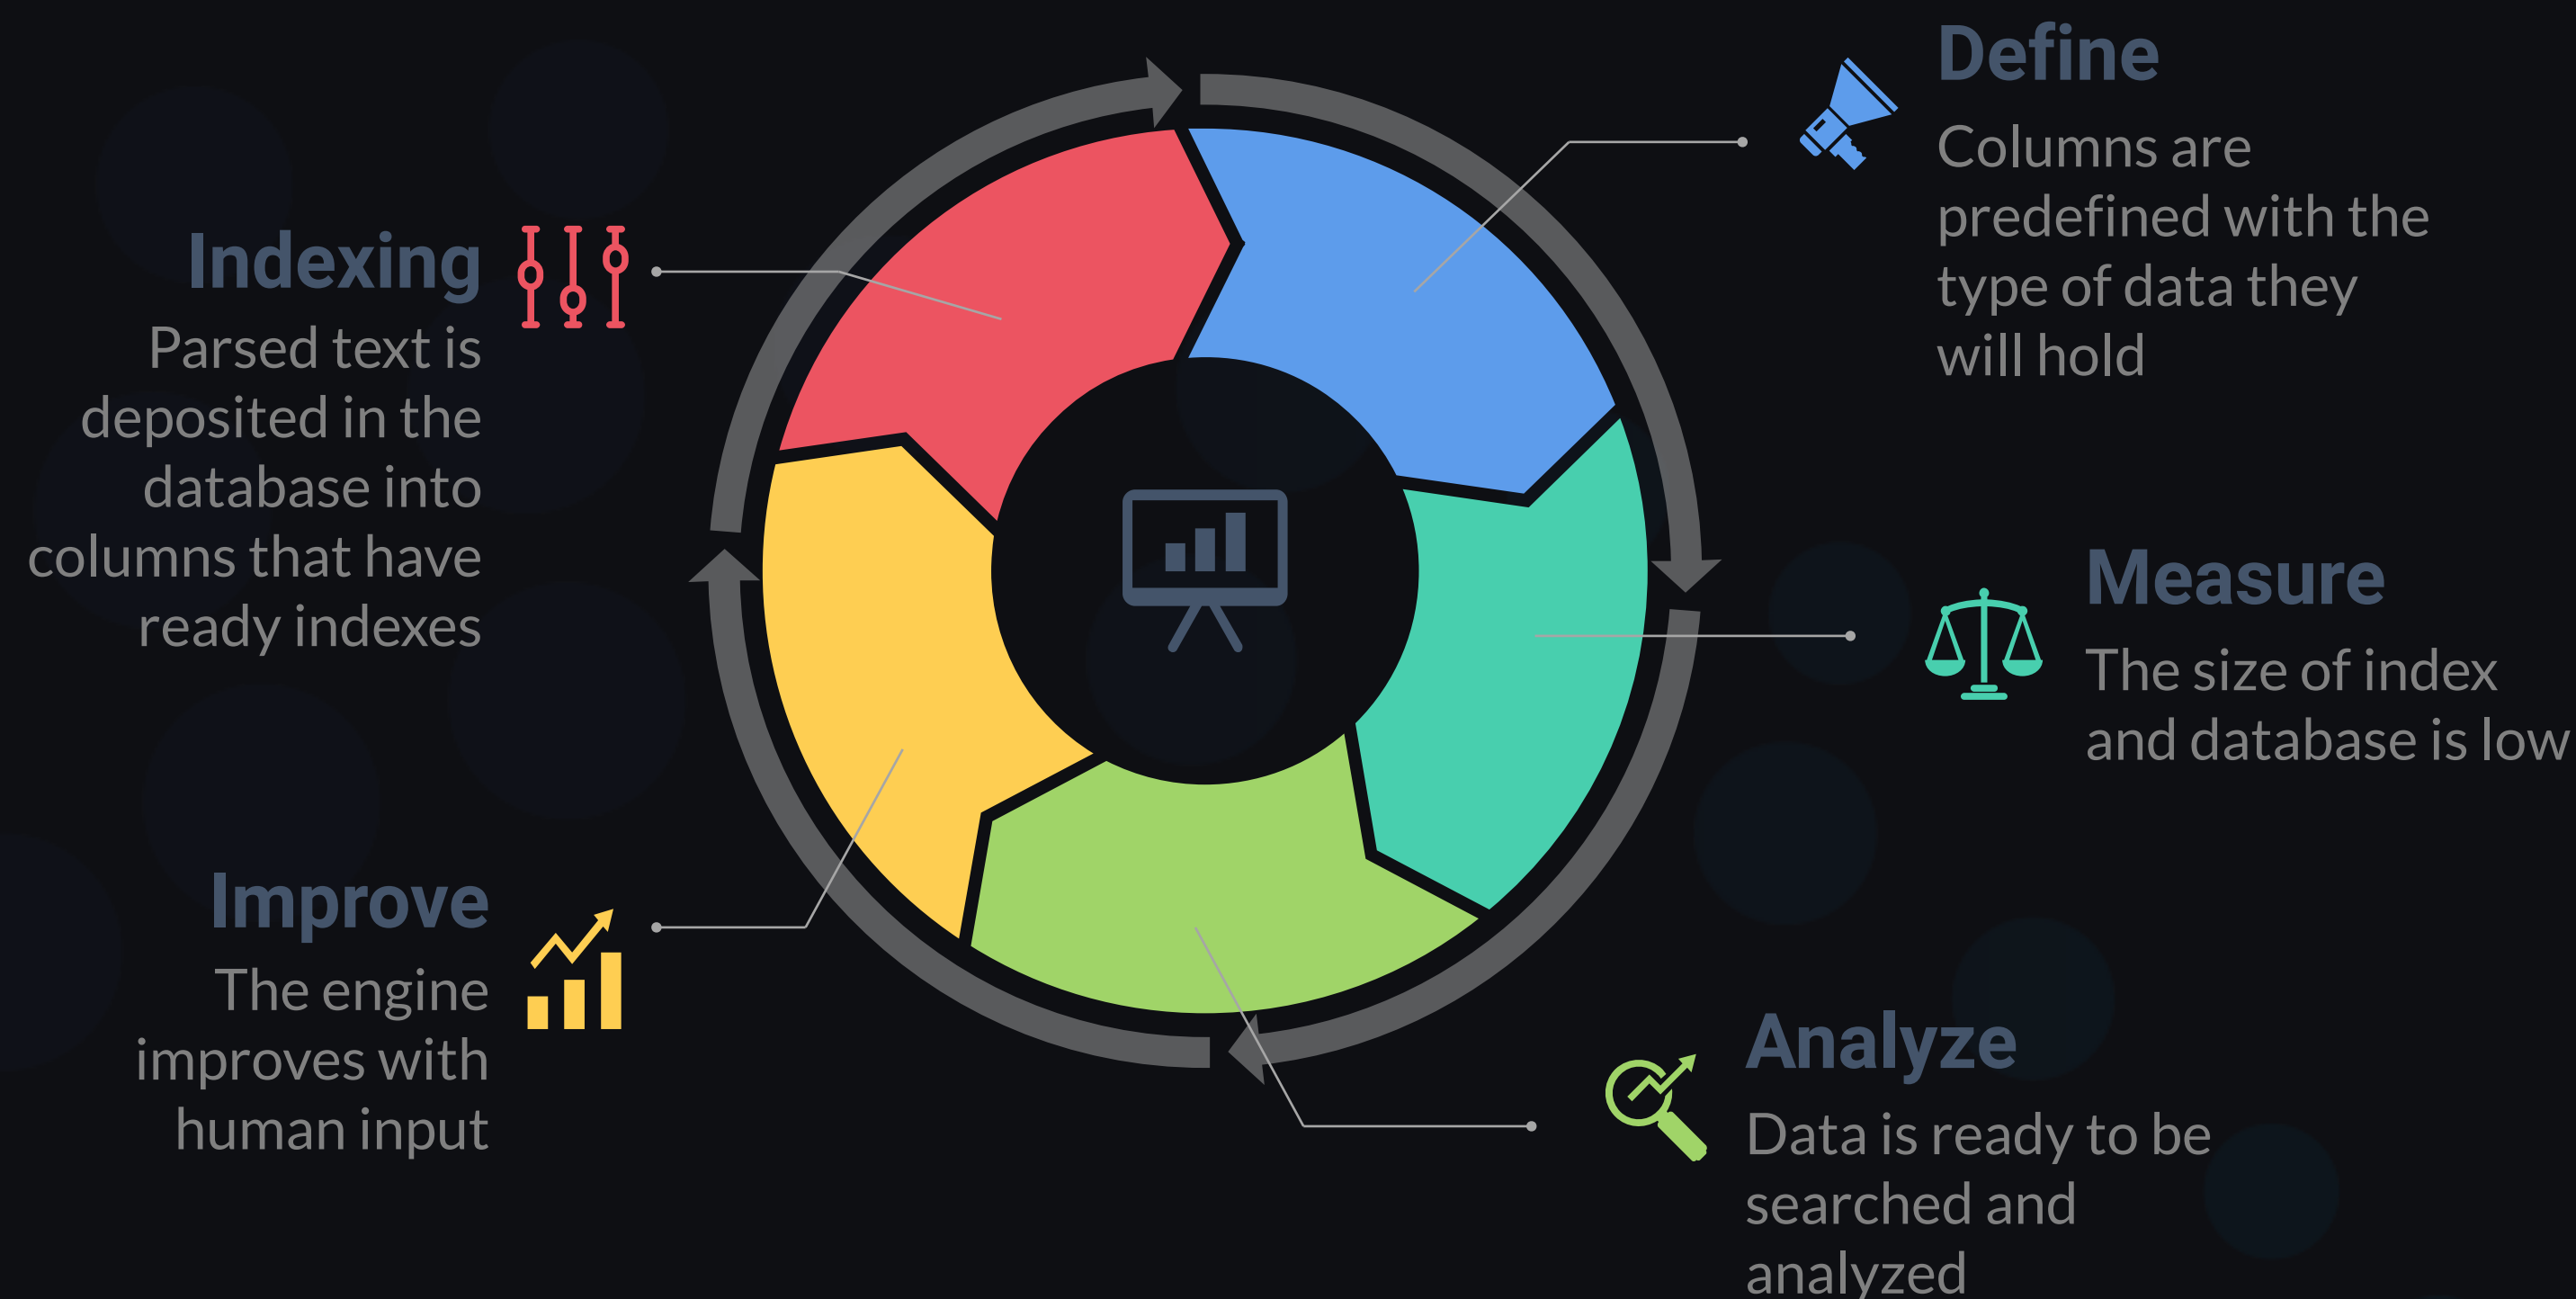 Define
Columns are
predefined with the
type of data they
will hold
Measure
The size of index
and database is low
Analyze
Data is ready to be
searched and
analyzed
Improve
The engine
improves with
human input
Indexing
Parsed text is
deposited in the
database into
columns that have
ready indexes